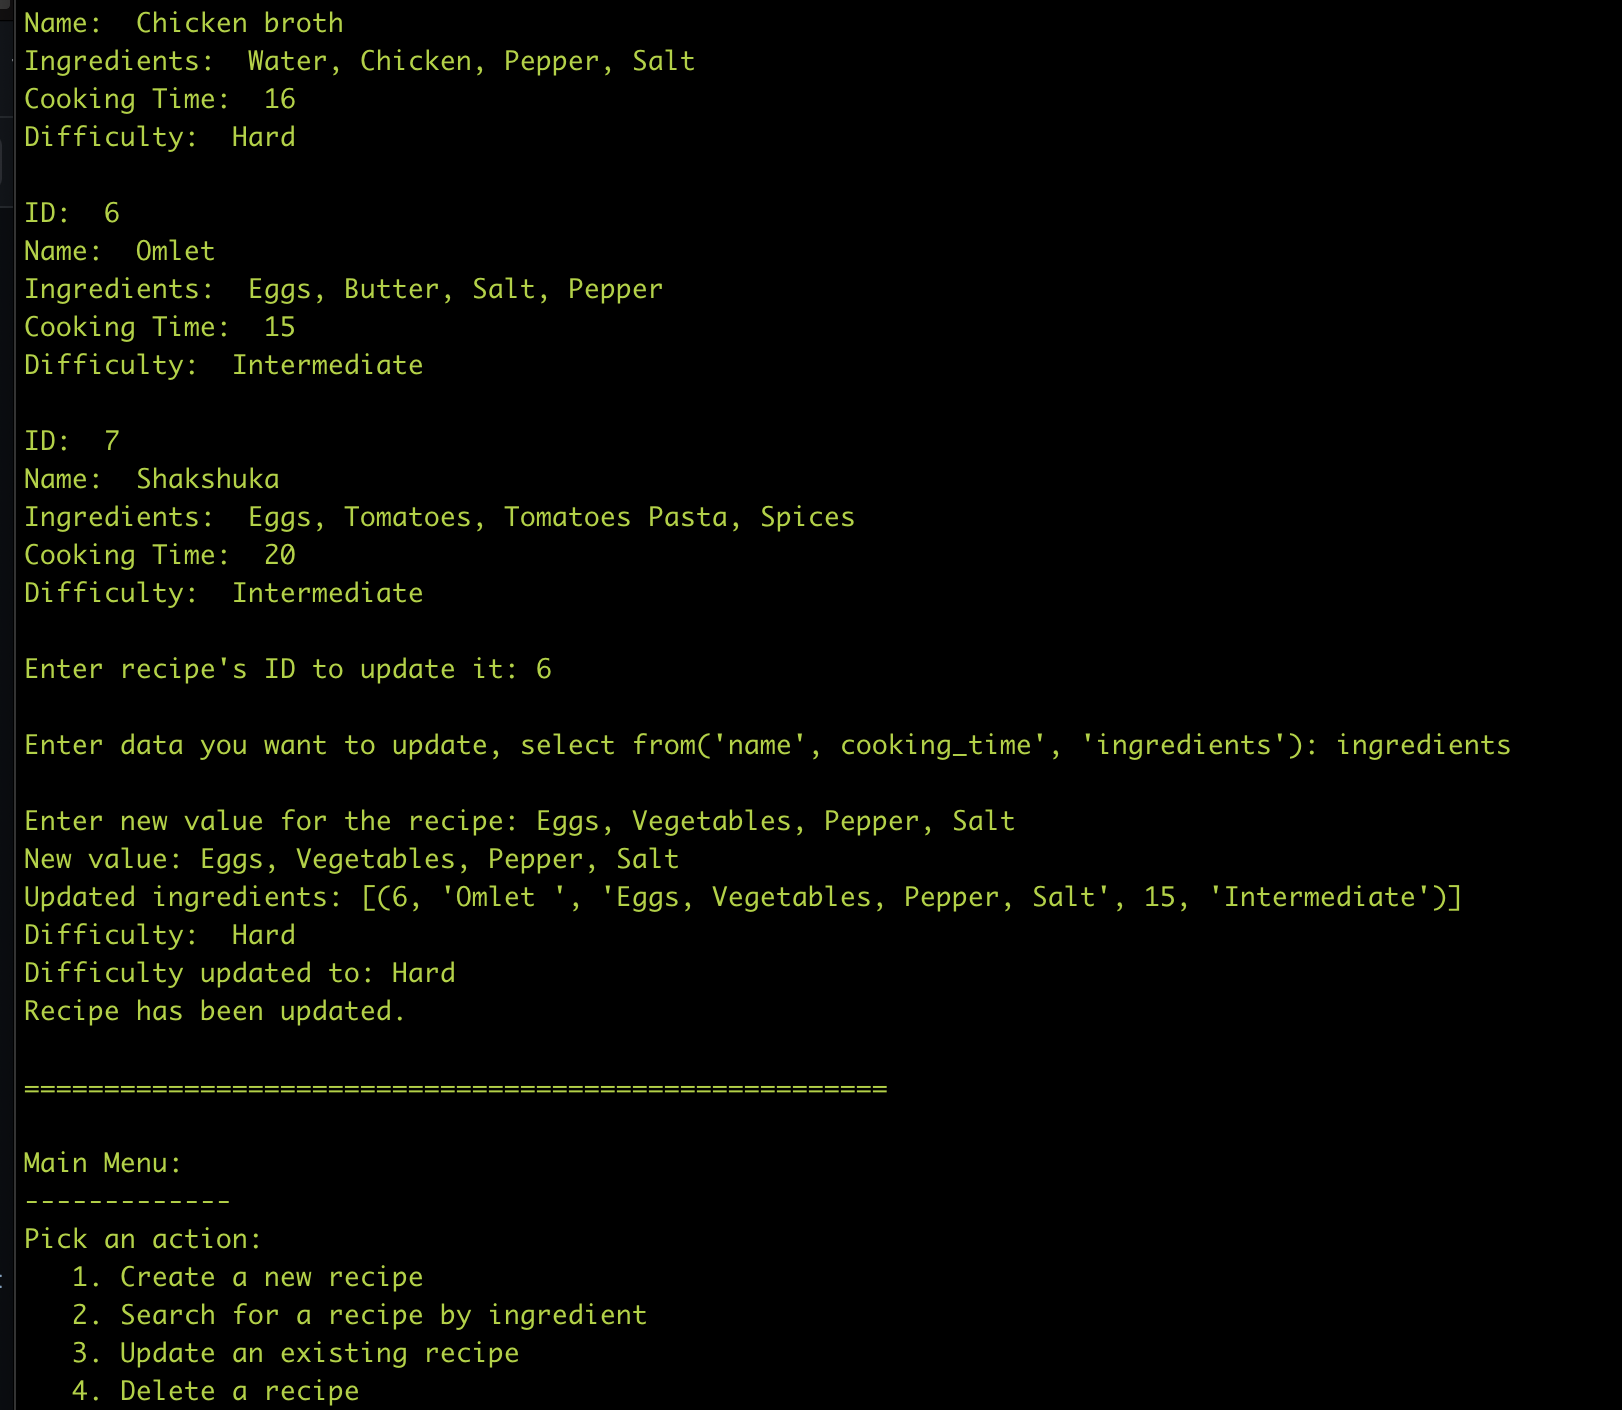 Name:  Chicken broth
Ingredients:  Water, Chicken, Pepper, Salt
Cooking Time:  16
Difficulty:  Hard
ID:  6
Name:  Omlet
Ingredients:  Eggs, Butter, Salt, Pepper
Cooking Time:  15
Difficulty:  Intermediate
ID:  7
Name:  Shakshuka
Ingredients:  Eggs, Tomatoes, Tomatoes Pasta, Spices
Cooking Time:  20
Difficulty:  Intermediate
Enter recipe's ID to update it: 6
Enter data you want to update, select from('name', cooking_time', 'ingredients'): ingredients
Enter new value for the recipe: Eggs, Vegetables, Pepper, Salt
New value: Eggs, Vegetables, Pepper, Salt
Updated ingredients: [(6, 'Omlet ', 'Eggs, Vegetables, Pepper, Salt', 15, 'Intermediate')]
Difficulty:  Hard
Difficulty updated to: Hard
Recipe has been updated.
======================================================
Main Menu:
-------------
Pick an action:
   1. Create a new recipe
   2. Search for a recipe by ingredient
   3. Update an existing recipe
   4. Delete a recipe